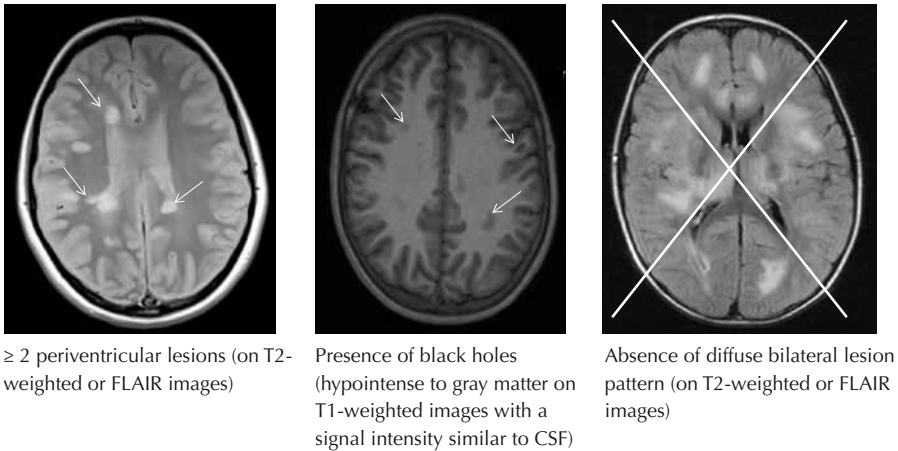 ≥ 2 periventricular lesions (on T2-
weighted or FLAIR images)
Presence of black holes
(hypointense to gray matter on
T1-weighted images with a
signal intensity similar to CSF)
Absence of diffuse bilateral lesion
pattern (on T2-weighted or FLAIR
images)